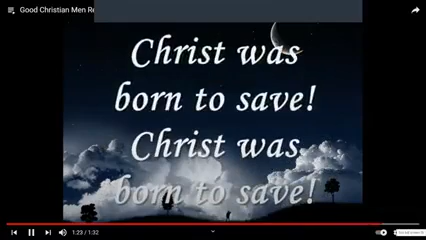 Good Christian Men Re
Christ was
born to save!
Christ was
born to save!
1:23 / 1:32